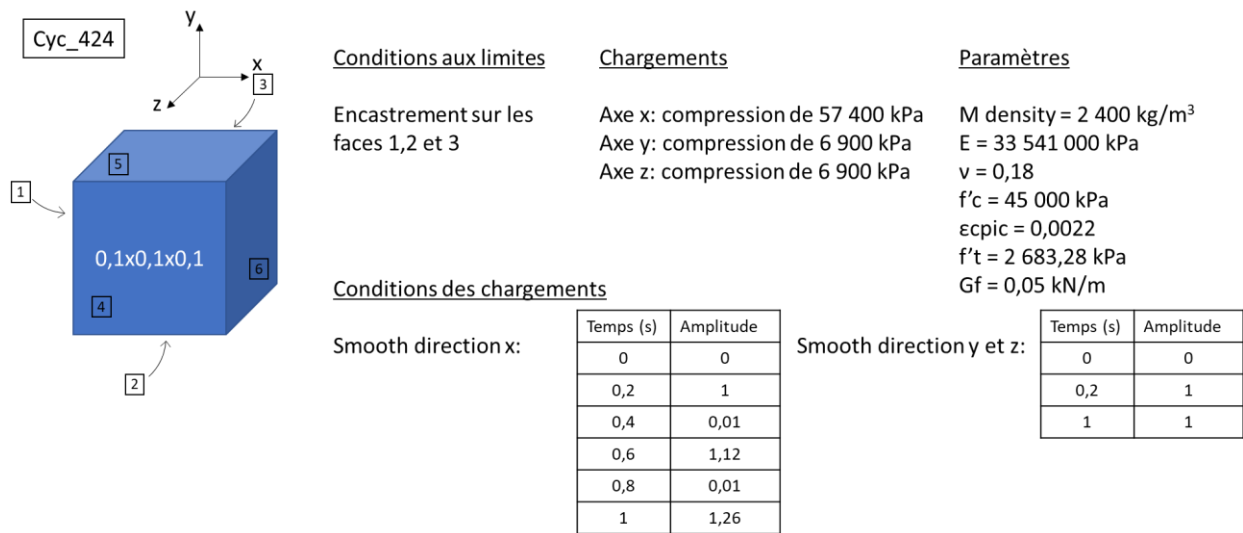 Cyc_424
y
x
z
3
5
1
0,1x0,1x0,1
6
4
2
Conditions aux limites
Encastrement sur les
faces 1,2 et 3
Chargements
Axe x: compression de 57 400 kPa
Axe y: compression de 6 900 kPa
Axe z: compression de 6 900 kPa
Paramètres
M density = 2 400 kg/m³
E = 33 541 000 kPa
ν = 0,18
f'c = 45 000 kPa
εcpic = 0,0022
f't = 2 683,28 kPa
Gf = 0,05 kN/m
Conditions des chargements
Smooth direction x:
Temps (s) Amplitude
0 0
0,2 1
0,4 0,01
0,6 1,12
0,8 0,01
1 1,26
Smooth direction y et z:
Temps (s) Amplitude
0 0
0,2 1
1 1